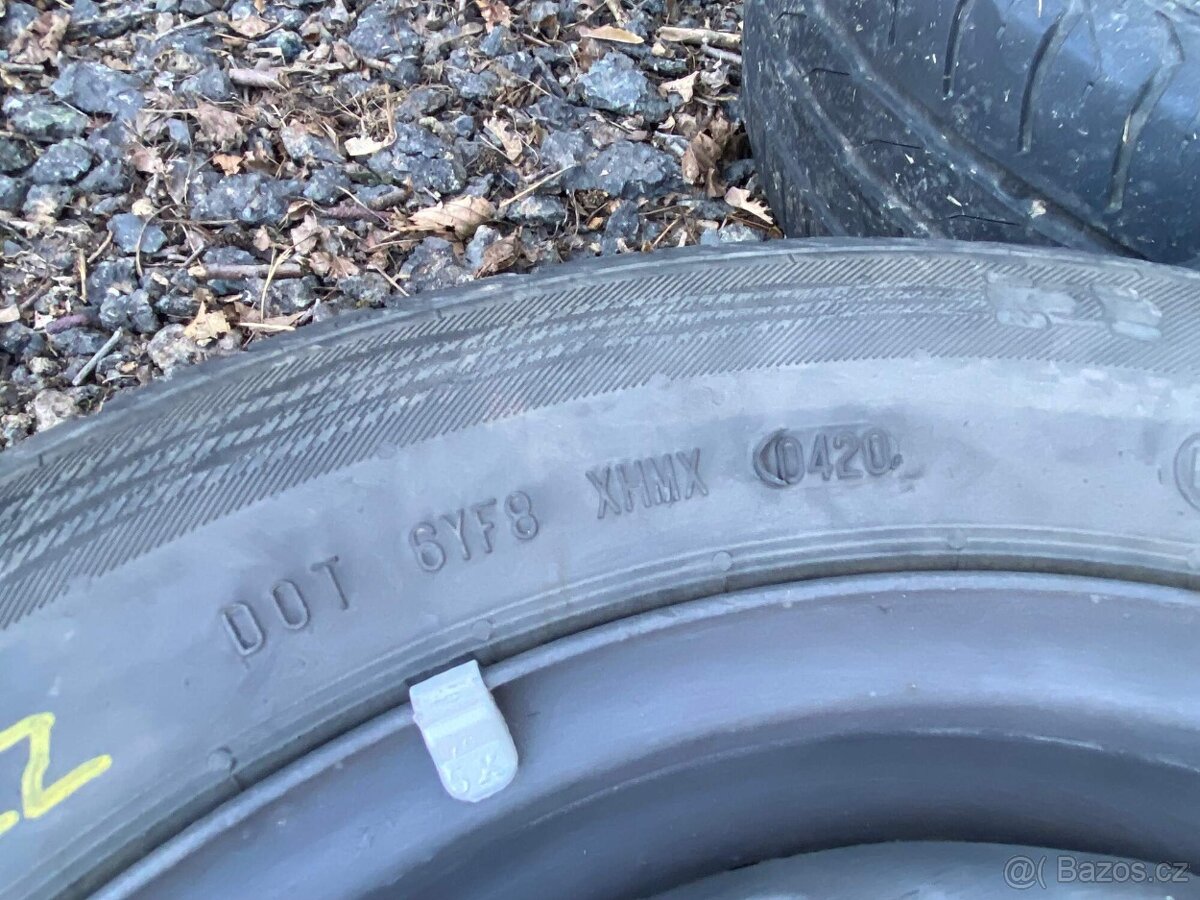 DOT 6YF8 XHMX 0420
Z
@( Bazos.cz